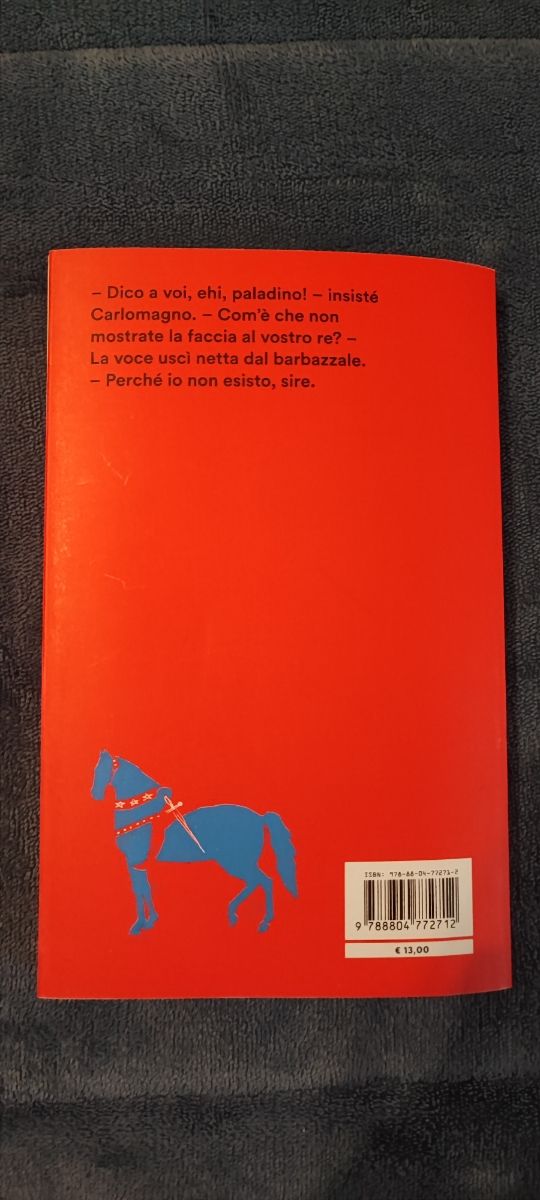 – Dico a voi, ehi, paladino! – insisté
Carlomagno. – Com'è che non
mostrate la faccia al vostro re? –
La voce uscì netta dal barbazzale.
– Perché io non esisto, sire.
ISBN: 978-88-04-77271-2
9 788804 772712
€ 13,00